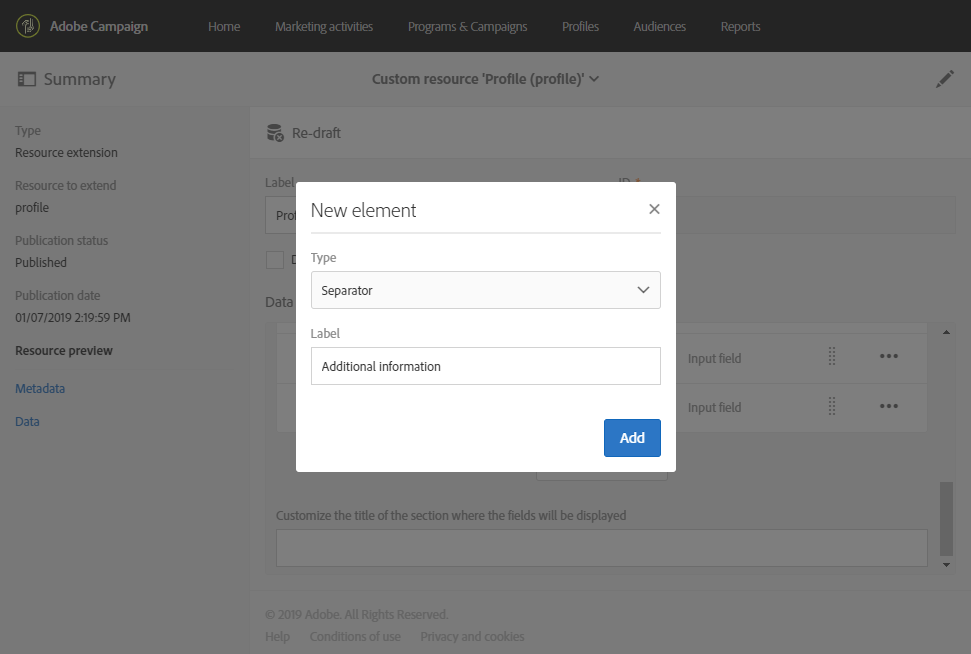 Adobe Campaign
Home
Marketing activities
Programs & Campaigns
Profiles
Audiences
Reports
Summary
Custom resource 'Profile (profile)'
Type
Resource extension
Resource to extend
profile
Publication status
Published
Publication date
01/07/2019 2:19:59 PM
Resource preview
Metadata
Data
Re-draft
Label
New element
Type
Separator
Label
Additional information
Add
Data
Input field
Input field
Customize the title of the section where the fields will be displayed
© 2019 Adobe. All Rights Reserved.
Help
Conditions of use
Privacy and cookies